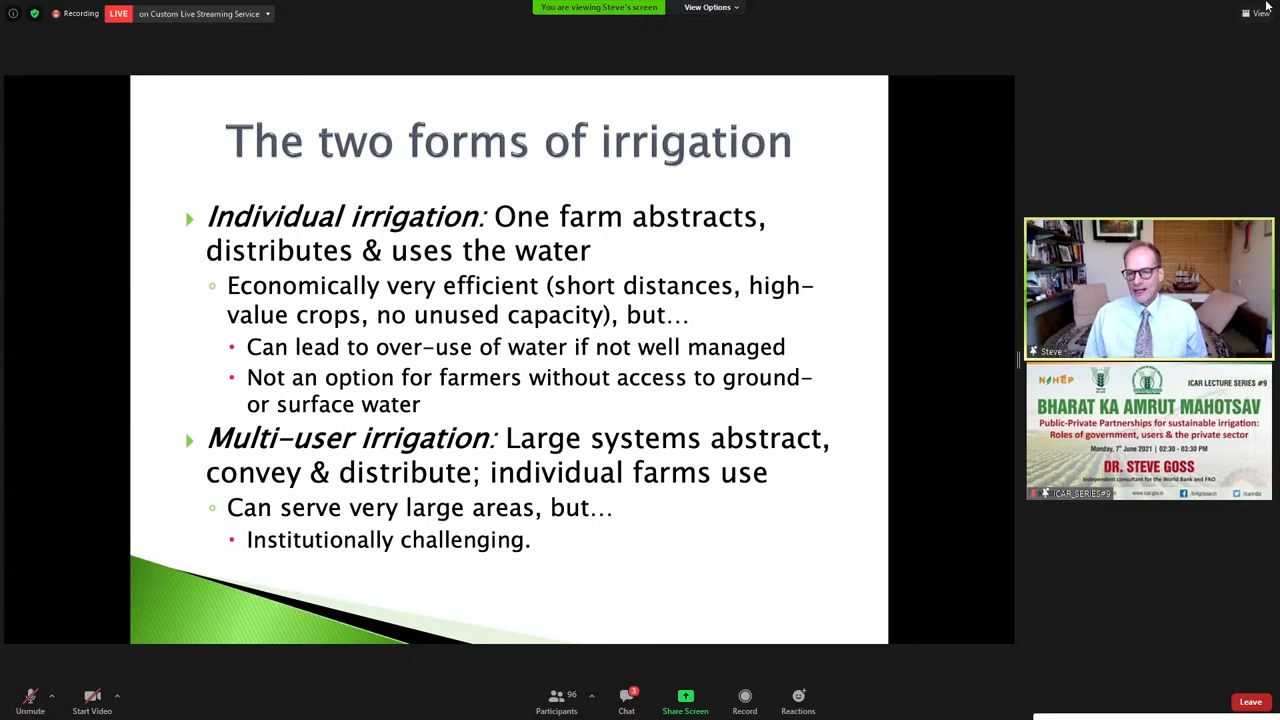 Recording
LIVE
on Custom Live Streaming Service
You are viewing Steve's screen
View Options
View
The two forms of irrigation
Individual irrigation: One farm abstracts,
distributes & uses the water
Economically very efficient (short distances, high-
value crops, no unused capacity), but...
Can lead to over-use of water if not well managed
Not an option for farmers without access to ground-
or surface water
Multi-user irrigation: Large systems abstract,
convey & distribute; individual farms use
Can serve very large areas, but...
Institutionally challenging.
Steve
NAHEP
ICAR LECTURE SERIES #9
BHARAT KA AMRUT MAHOTSAV
Public-Private Partnerships for sustainable irrigation:
Roles of government, users & the private sector
Monday, 7th June 2021 | 02:30 - 03:30 PM
DR. STEVE GOSS
Independent consultant for the World Bank and FAO
ICAR_SERIES#9
www.icar.gov.in
/InAgrisearch
/icarindia
Unmute
Start Video
96
Participants
3
Chat
Share Screen
Record
Reactions
Leave